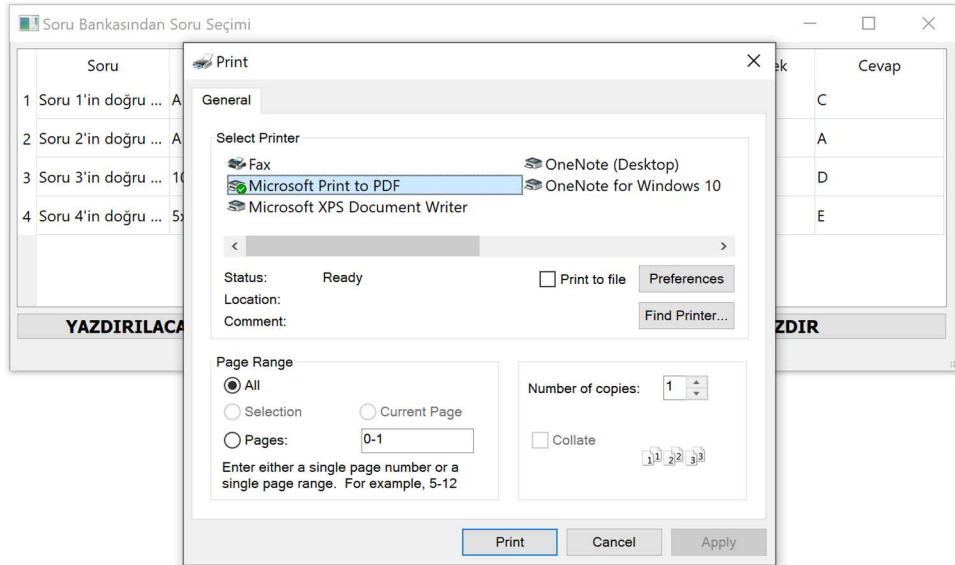 Soru Bankasından Soru Seçimi
Print
Soru
Cevap
General
1 Soru 1'in doğru ... A
C
2 Soru 2'in doğru ... A
A
3 Soru 3'in doğru ...
D
4 Soru 4'in doğru ...
E
Select Printer
Fax
OneNote (Desktop)
Microsoft Print to PDF
OneNote for Windows 10
Microsoft XPS Document Writer
Status: Ready
Print to file
Preferences
Location:
Comment:
Find Printer...
Page Range
All
Selection
Current Page
Pages: 0-1
Enter either a single page number or a
single page range. For example, 5-12
Number of copies: 1
Collate
11 22 33
Print
Cancel
Apply